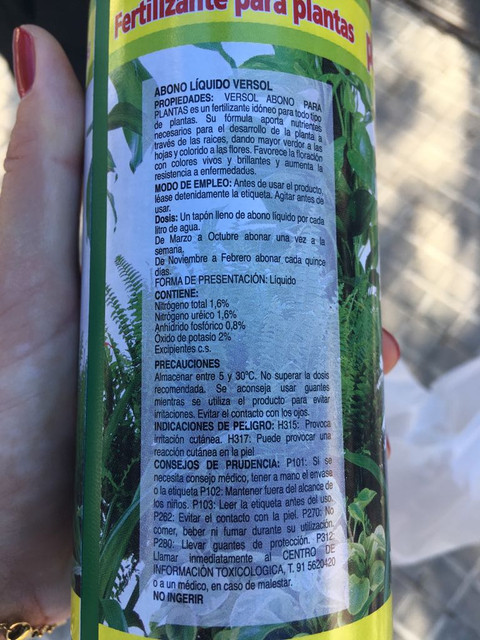 Fertilizante para plantas
ABONO LÍQUIDO VERSOL
PROPIEDADES: VERSOL ABONO PARA
PLANTAS es un fertilizante idóneo para todo tipo
de plantas. Su fórmula aporta nutrientes
necesarios para el desarrollo de la planta a
través de las raices, dando mayor verdor a las
hojas y colorido a las flores. Favorece la floración
con colores vivos y brillantes y aumenta la
resistencia a enfermedades.
MODO DE EMPLEO: Antes de usar el producto,
léase detenidamente la etiqueta. Agitar antes de
usar.
Dosis: Un tapón lleno de abono líquido por cada
litro de agua.
De Marzo a Octubre abonar una vez a la
semana,
De Noviembre a Febrero abonar cada quince
días.
FORMA DE PRESENTACIÓN: Líquido
CONTIENE:
Nitrógeno total 1,6%
Nitrógeno uréico 1,6%
Anhídrido fosfórico 0,8%
Óxido de potasio 2%
Excipientes c.s.
PRECAUCIONES
Almacenar entre 5 y 30°C. No superar la dosis
recomendada. Se aconseja usar guantes
mientras se utiliza el producto para evitar
irritaciones. Evitar el contacto con los ojos.
INDICACIONES DE PELIGRO: H315: Provoca
irritación cutánea. H317: Puede provocar una
reacción cutánea en la piel
CONSEJOS DE PRUDENCIA: P101: Si se
necesita consejo médico, tener a mano el envase
o la etiqueta P102: Mantener fuera del alcance de
los niños. P103: Leer la etiqueta antes del uso.
P262: Evitar el contacto con la piel. P270: No
comer, beber ni fumar durante su utilización.
P280: Llevar guantes de protección. P312:
Llamar inmediatamente al CENTRO DE
INFORMACIÓN TOXICOLOGICA, T. 91 5620420
o a un médico, en caso de malestar.
NO INGERIR